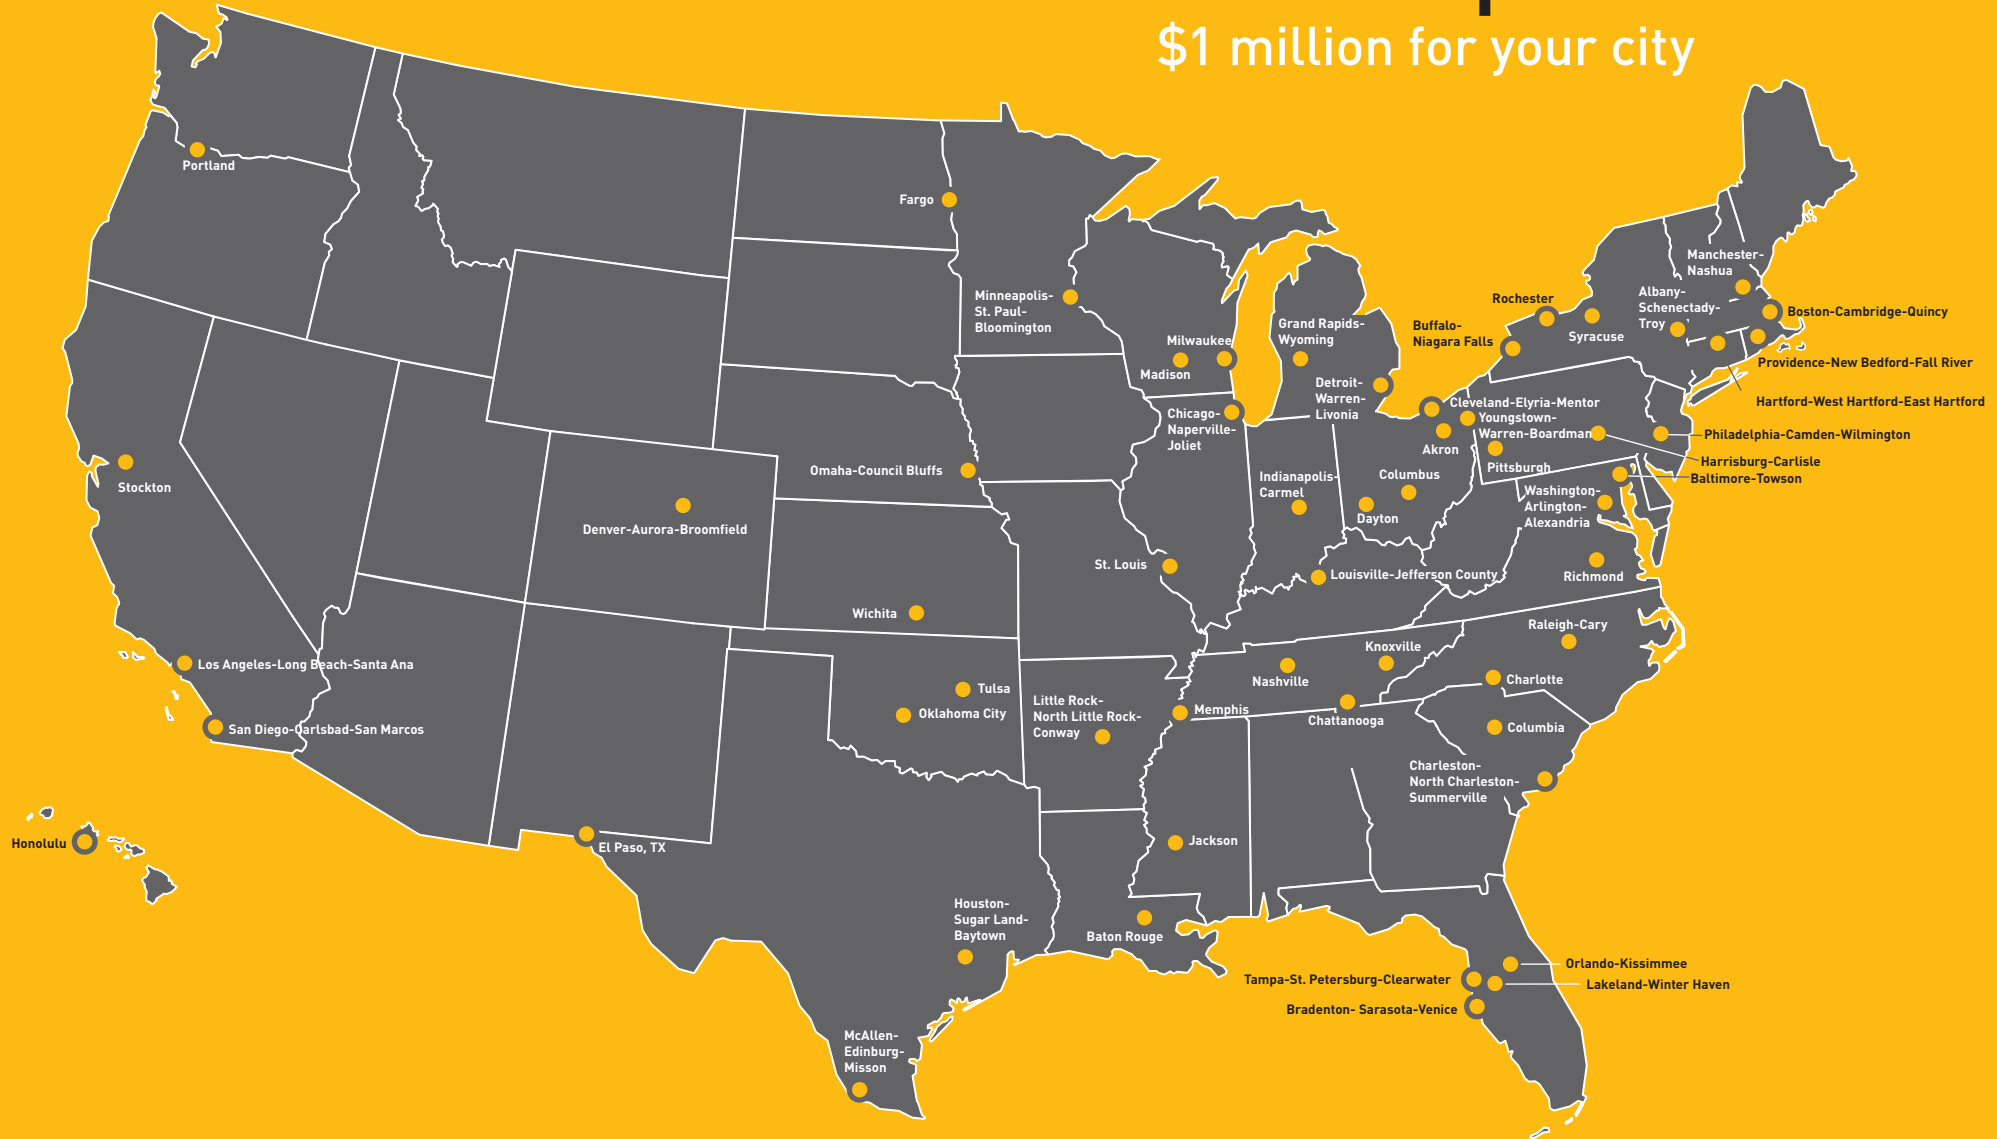 $1 million for your city
Portland
Fargo
Minneapolis-
St. Paul-
Bloomington
Manchester-
Nashua
Albany-
Schenectady-
Troy
Rochester
Boston-Cambridge-Quincy
Buffalo-
Niagara Falls
Syracuse
Grand Rapids-
Wyoming
Milwaukee
Madison
Providence-New Bedford-Fall River
Detroit-
Warren-
Livonia
Hartford-West Hartford-East Hartford
Chicago-
Naperville-
Joliet
Cleveland-Elyria-Mentor
Youngstown-
Warren-Boardman
Akron
Philadelphia-Camden-Wilmington
Harrisburg-Carlisle
Pittsburgh
Baltimore-Towson
Omaha-Council Bluffs
Indianapolis-
Carmel
Columbus
Dayton
Washington-
Arlington-
Alexandria
Stockton
Denver-Aurora-Broomfield
St. Louis
Louisville-Jefferson County
Richmond
Wichita
Raleigh-Cary
Knoxville
Los Angeles-Long Beach-Santa Ana
Nashville
Charlotte
Tulsa
Oklahoma City
Little Rock-
North Little Rock-
Conway
Memphis
Chattanooga
San Diego-Carlsbad-San Marcos
Columbia
Charleston-
North Charleston-
Summerville
Honolulu
El Paso, TX
Jackson
Houston-
Sugar Land-
Baytown
Baton Rouge
Orlando-Kissimmee
Tampa-St. Petersburg-Clearwater
Lakeland-Winter Haven
Bradenton- Sarasota-Venice
McAllen-
Edinburg-
Misson